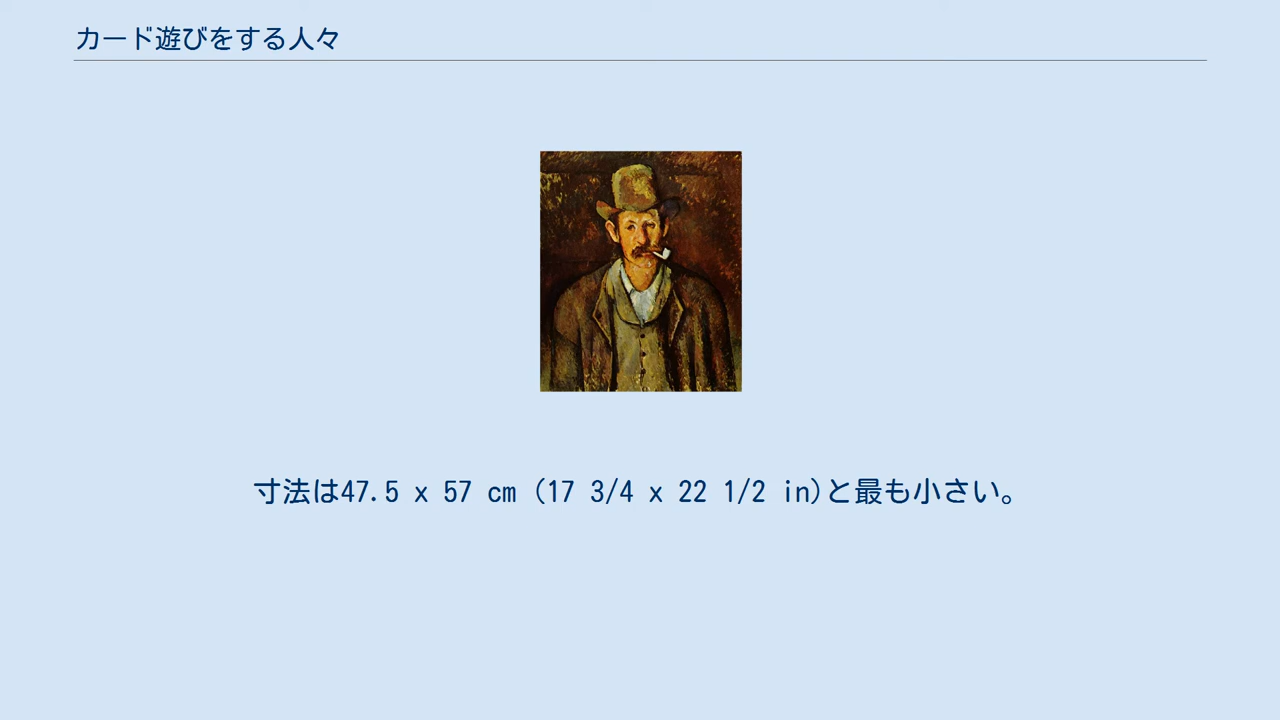 カード遊びをする人々
寸法は47.5 x 57 cm (17 3/4 x 22 1/2 in)と最も小さい。